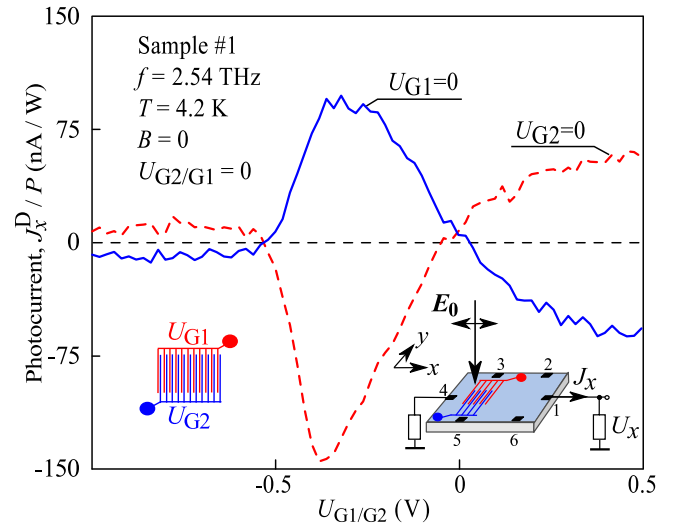 150
75
0
-75
-150
Photocurrent, J_x^D / P (nA / W)
Sample #1
f = 2.54 THz
T = 4.2 K
B = 0
U_G2/G1 = 0
U_G1=0
U_G2=0
U_G1
U_G2
E_0
y
x
3
2
4
J_x
1
5
6
U_x
-0.5
0
0.5
U_G1/G2 (V)